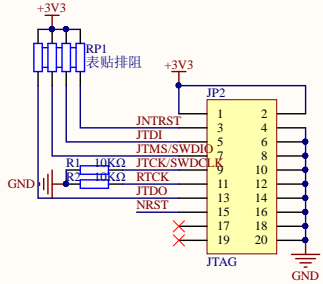 +3V3
RP1
表贴排阻
+3V3
JP2
1 2
JNTRST 3 4
JTDI 5 6
JTMS/SWDIO 7 8
R1 10KΩ JTCK/SWDCLK 9 10
GND R2 10KΩ RTCK 11 12
JTDO 13 14
NRST 15 16
17 18
19 20
JTAG
GND